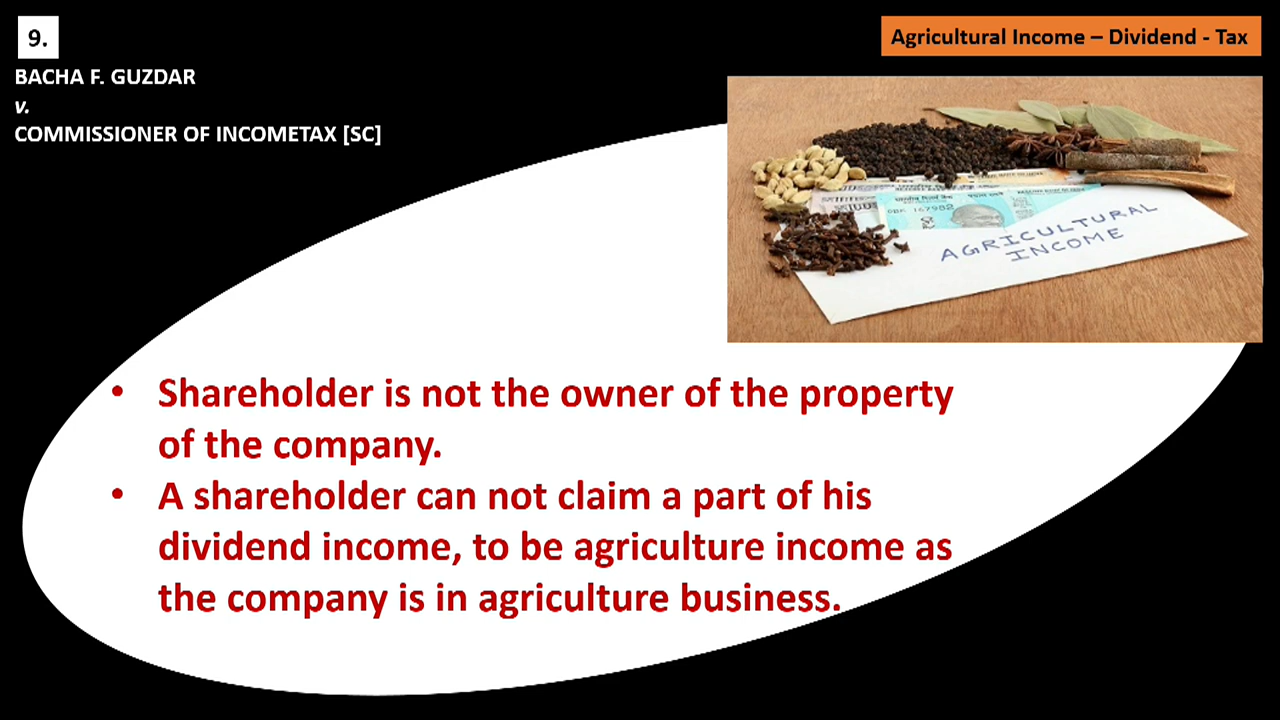 9.
Agricultural Income – Dividend - Tax
BACHA F. GUZDAR
v.
COMMISSIONER OF INCOMETAX [SC]
AGRICULTURAL
INCOME
• Shareholder is not the owner of the property
of the company.
• A shareholder can not claim a part of his
dividend income, to be agriculture income as
the company is in agriculture business.